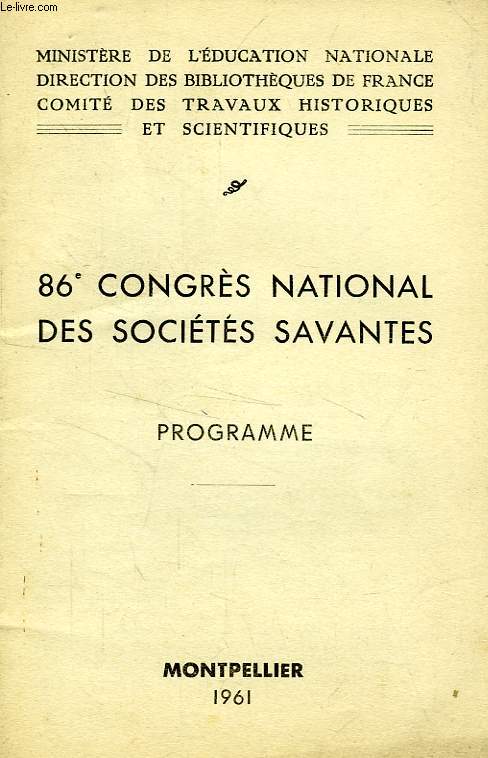 Le-livre.com
MINISTÈRE DE L'ÉDUCATION NATIONALE
DIRECTION DES BIBLIOTHÈQUES DE FRANCE
COMITÉ DES TRAVAUX HISTORIQUES
ET SCIENTIFIQUES
86e CONGRÈS NATIONAL
DES SOCIÉTÉS SAVANTES
PROGRAMME
MONTPELLIER
1961